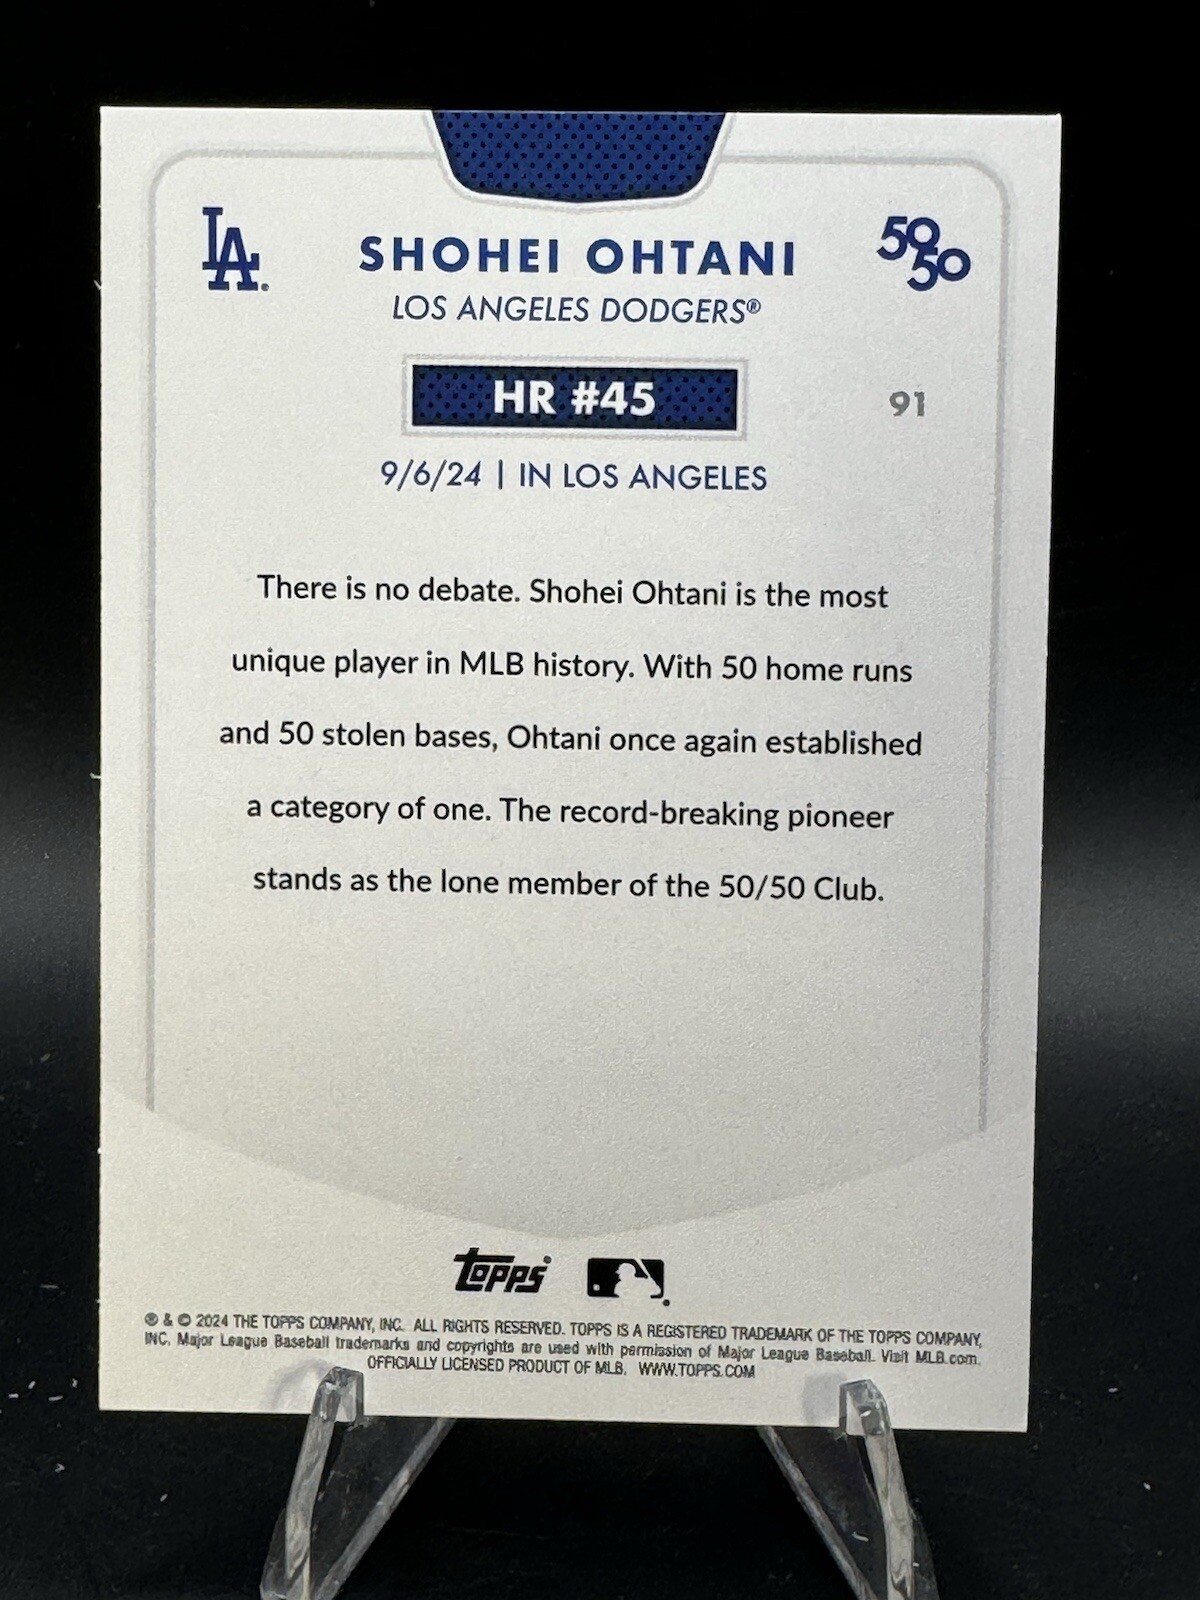 LA
SHOHEI OHTANI
50
50
LOS ANGELES DODGERS®
HR #45
91
9/6/24 | IN LOS ANGELES
There is no debate. Shohei Ohtani is the most
unique player in MLB history. With 50 home runs
and 50 stolen bases, Ohtani once again established
a category of one. The record-breaking pioneer
stands as the lone member of the 50/50 Club.
Topps
® & © 2024 THE TOPPS COMPANY, INC. ALL RIGHTS RESERVED. TOPPS IS A REGISTERED TRADEMARK OF THE TOPPS COMPANY,
INC. Major League Baseball trademarks and copyrights are used with permission of Major League Baseball. Visit MLB.com.
OFFICIALLY LICENSED PRODUCT OF MLB. WWW.TOPPS.COM